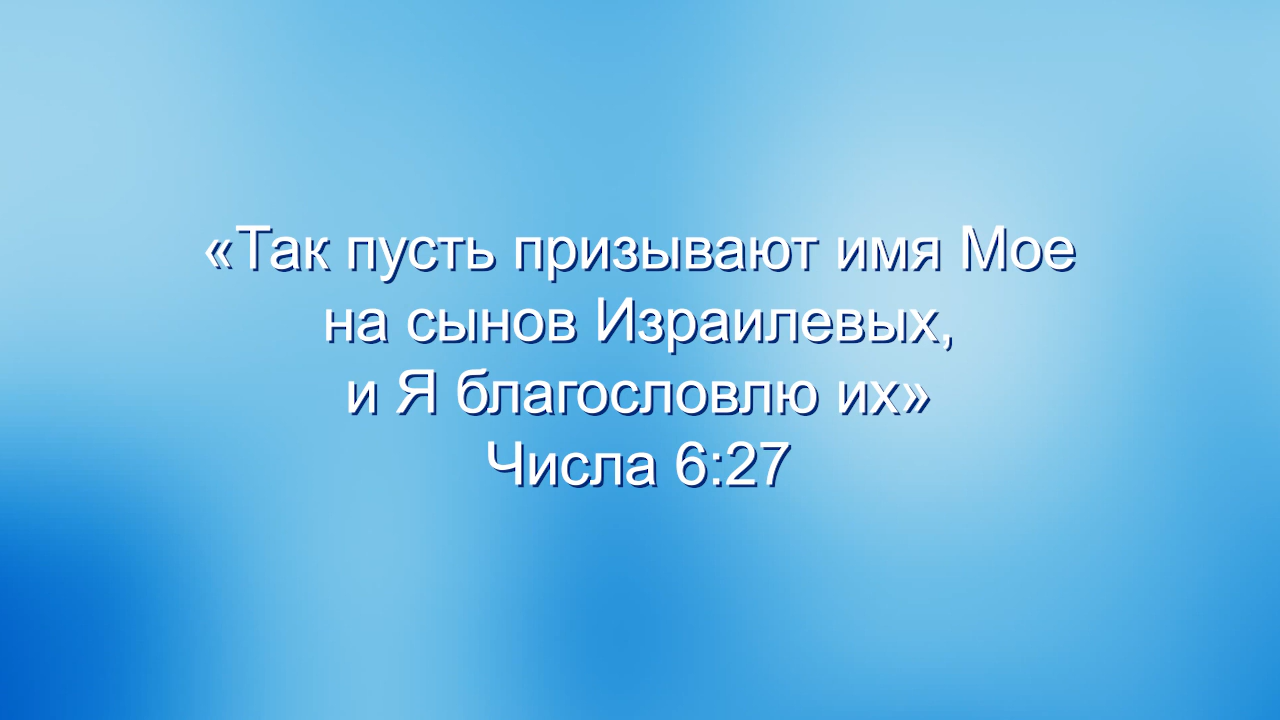 «Так пусть призывают имя Мое
на сынов Израилевых,
и Я благословлю их»
Числа 6:27